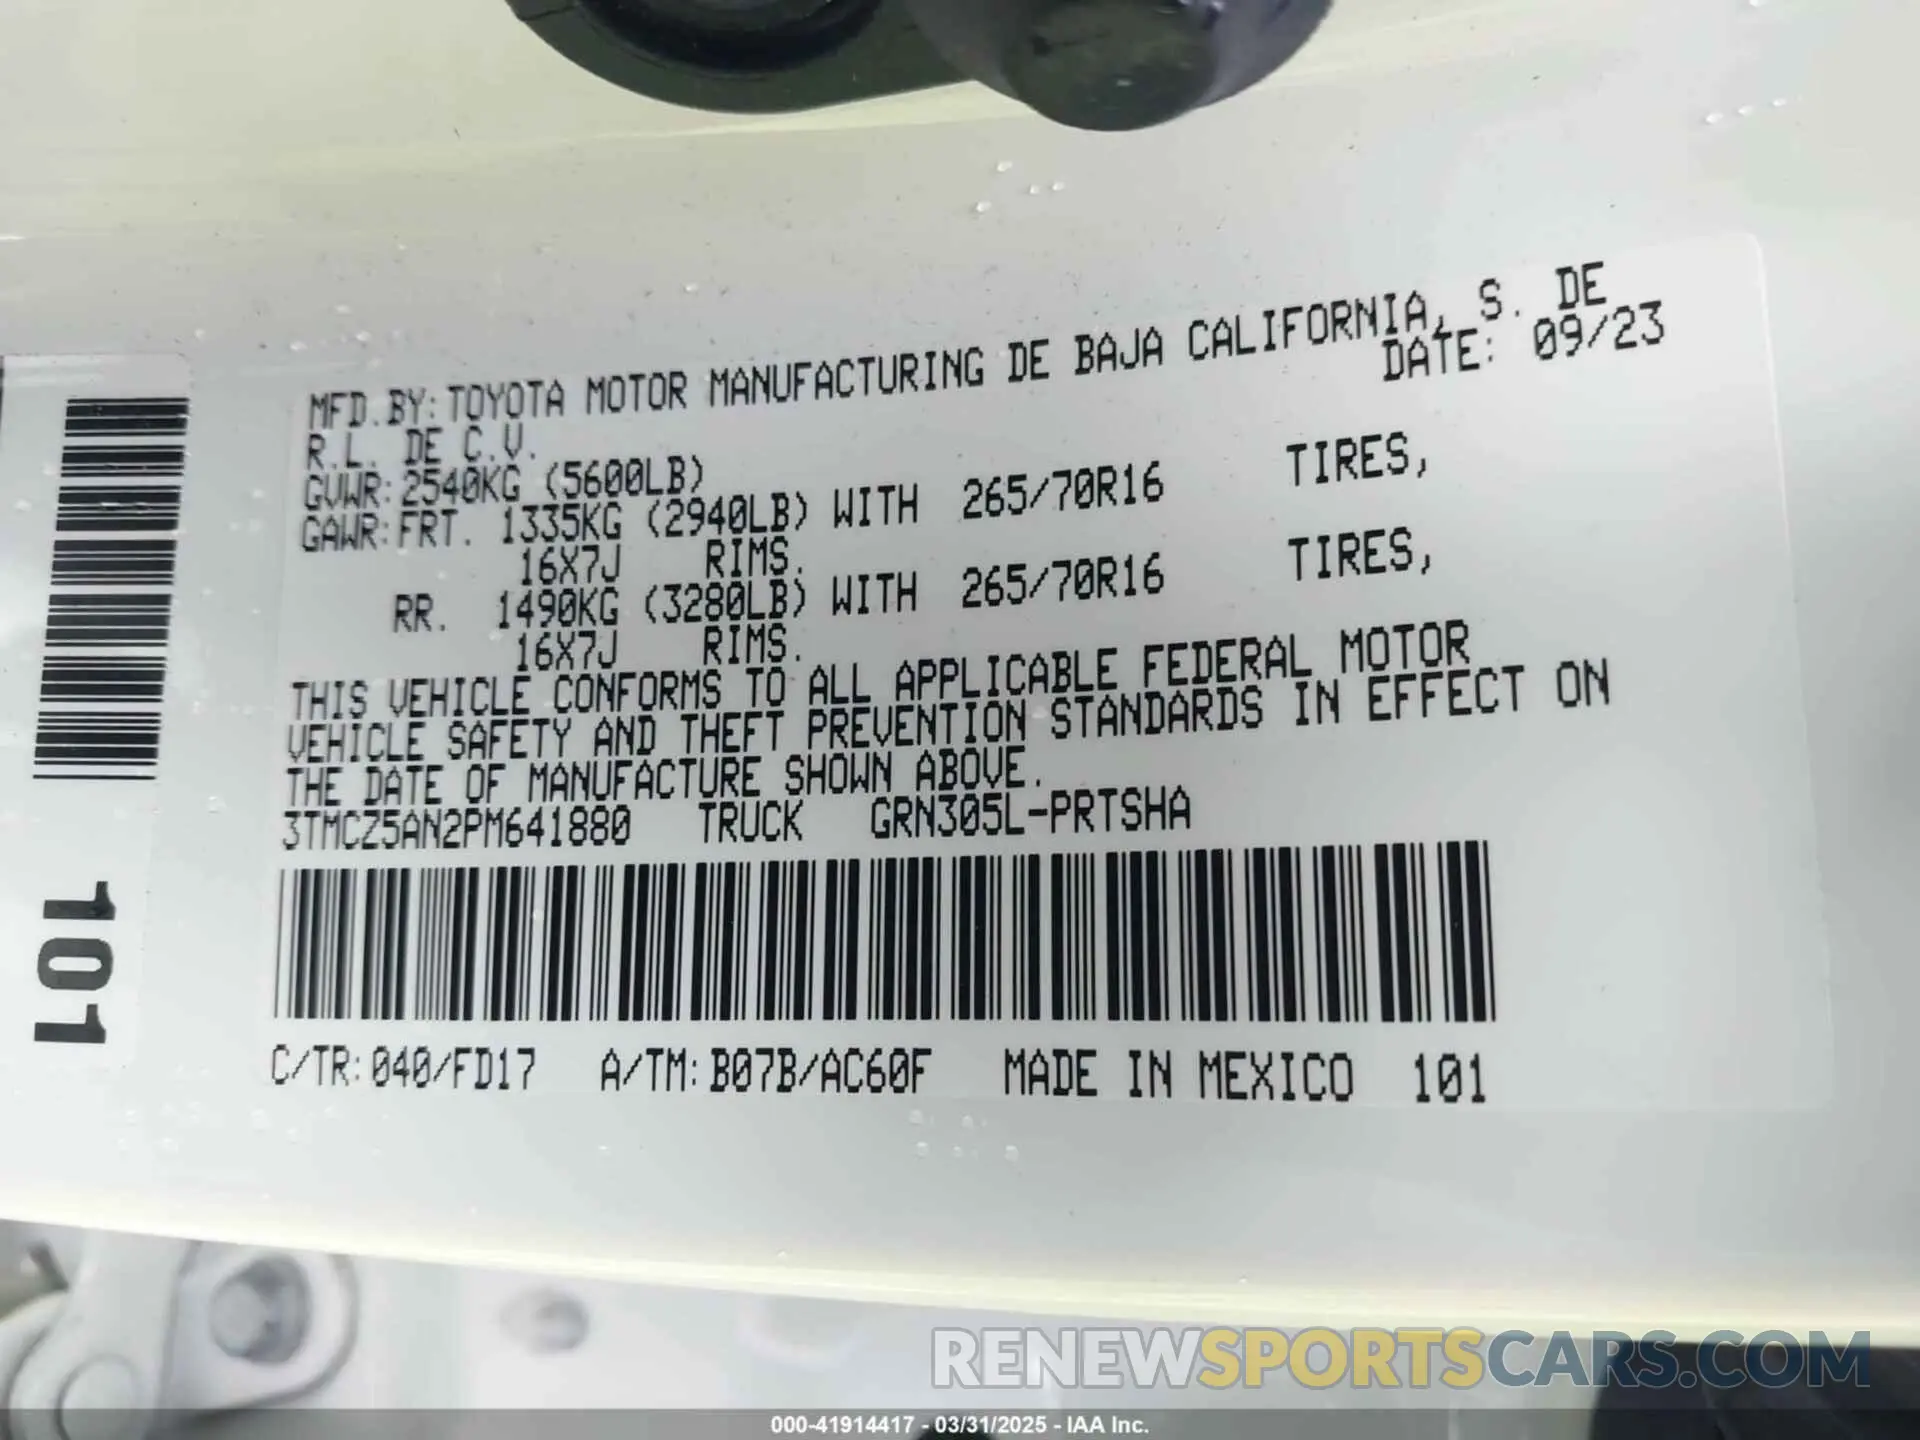 MFD.BY:TOYOTA MOTOR MANUFACTURING DE BAJA CALIFORNIA, S. DE
R.L. DE C.V. DATE: 09/23
GVWR:2540KG (5600LB)
GAWR:FRT. 1335KG (2940LB) WITH 265/70R16 TIRES,
16X7J RIMS.
RR. 1490KG (3280LB) WITH 265/70R16 TIRES,
16X7J RIMS.
THIS VEHICLE CONFORMS TO ALL APPLICABLE FEDERAL MOTOR
VEHICLE SAFETY AND THEFT PREVENTION STANDARDS IN EFFECT ON
THE DATE OF MANUFACTURE SHOWN ABOVE.
3TMCZ5AN2PM641880 TRUCK GRN305L-PRTSHA
C/TR:040/FD17 A/TM:B07B/AC60F MADE IN MEXICO 101
101
RENEWSPORTSCARS.COM
000-41914417 - 03/31/2025 - IAA Inc.